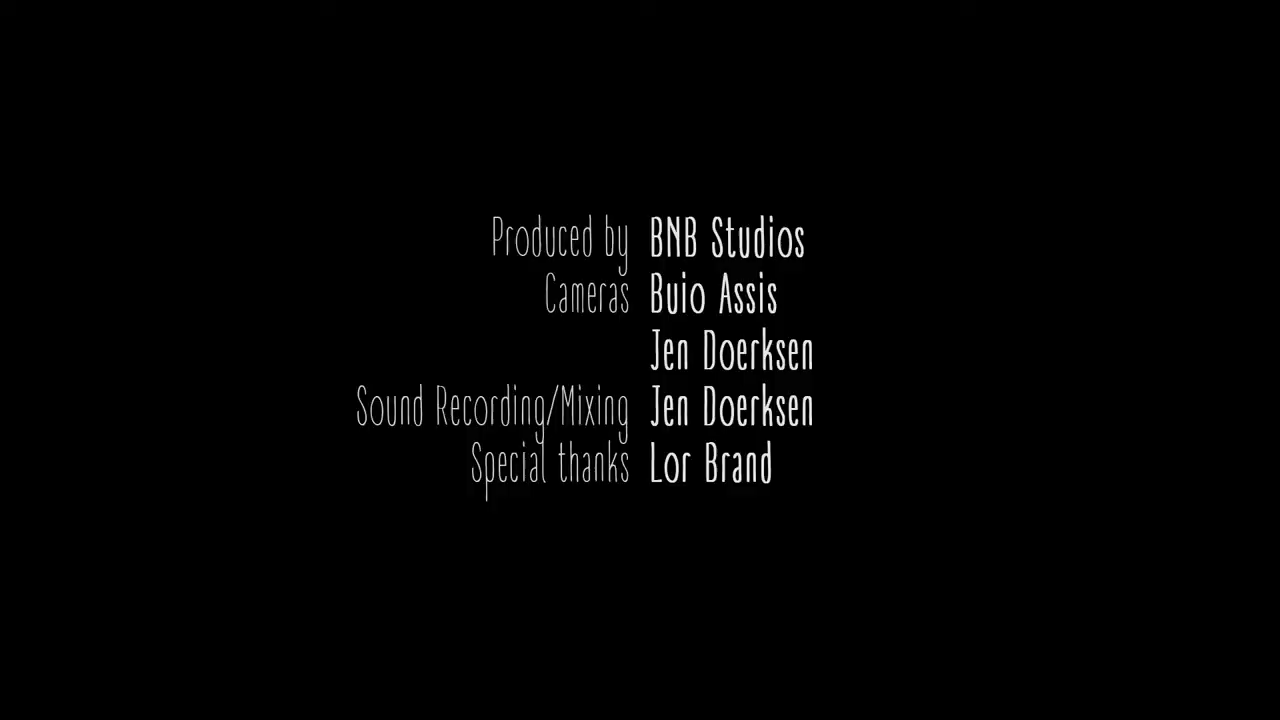 Produced by BNB Studios
Cameras Buio Assis
Jen Doerksen
Sound Recording/Mixing Jen Doerksen
Special thanks Lor Brand